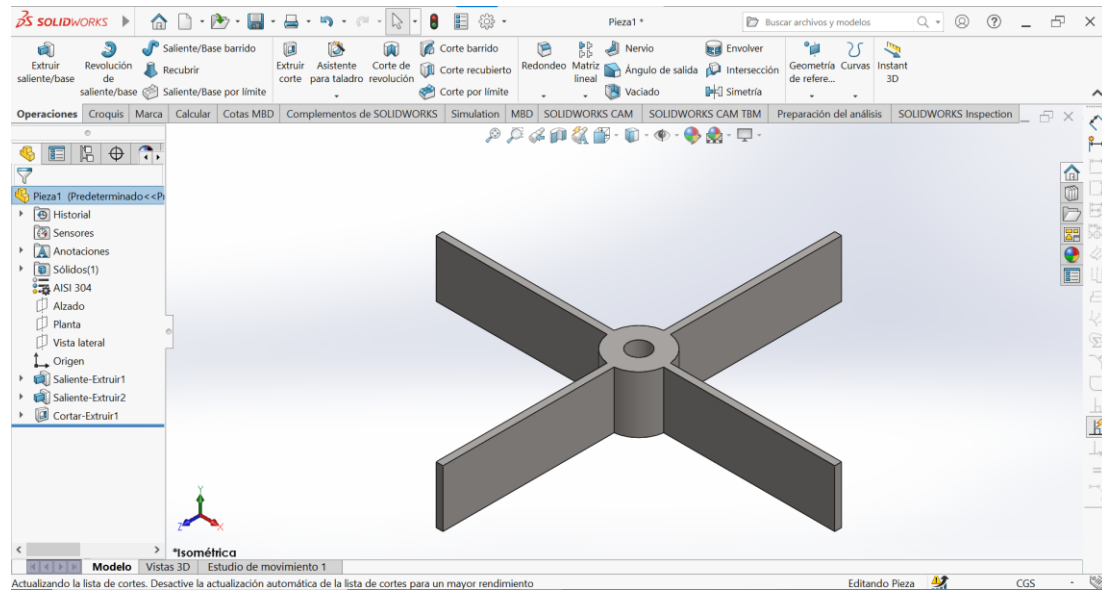 SOLIDWORKS
Pieza1 *
Buscar archivos y modelos
Extruir saliente/base
Revolución de saliente/base
Saliente/Base barrido
Recubrir
Saliente/Base por límite
Extruir corte
Asistente para taladro
Corte de revolución
Corte barrido
Corte recubierto
Corte por límite
Redondeo
Matriz lineal
Nervio
Ángulo de salida
Vaciado
Envolver
Intersección
Simetría
Geometría de refere...
Curvas
Instant 3D
Operaciones Croquis Marca Calcular Cotas MBD Complementos de SOLIDWORKS Simulation MBD SOLIDWORKS CAM SOLIDWORKS CAM TBM Preparación del análisis SOLIDWORKS Inspection
Pieza1 (Predeterminado<<Pr
Historial
Sensores
Anotaciones
Sólidos(1)
AISI 304
Alzado
Planta
Vista lateral
Origen
Saliente-Extruir1
Saliente-Extruir2
Cortar-Extruir1
Y
Z
X
*Isométrica
Modelo Vistas 3D Estudio de movimiento 1
Actualizando la lista de cortes. Desactive la actualización automática de la lista de cortes para un mayor rendimiento
Editando Pieza
CGS